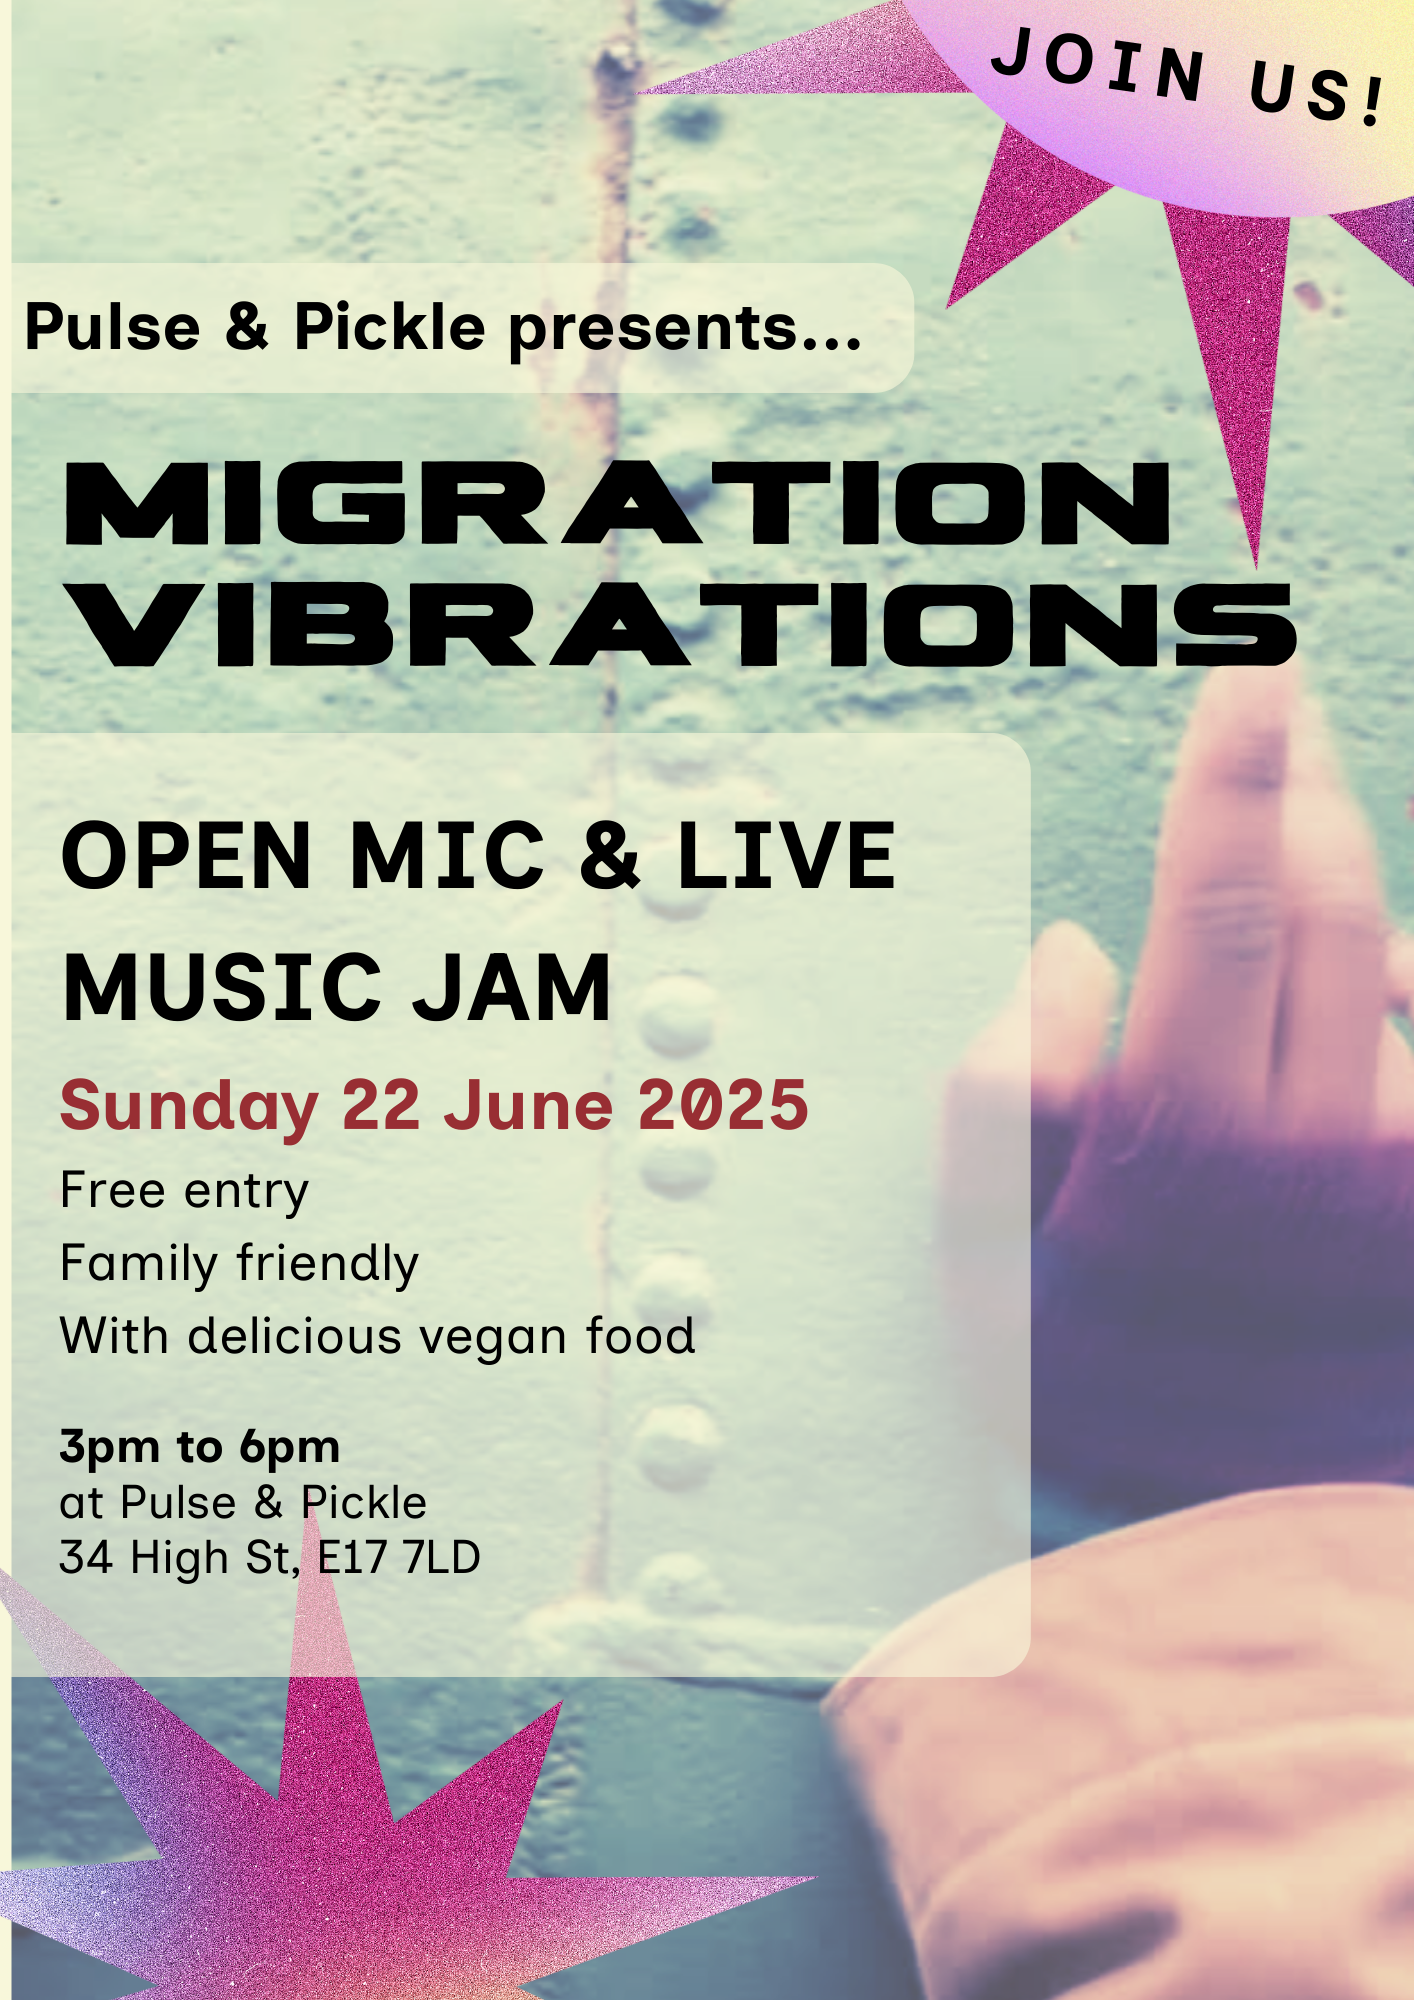 JOIN US!
Pulse & Pickle presents...
MIGRATION
VIBRATIONS
OPEN MIC & LIVE
MUSIC JAM
Sunday 22 June 2025
Free entry
Family friendly
With delicious vegan food
3pm to 6pm
at Pulse & Pickle
34 High St, E17 7LD